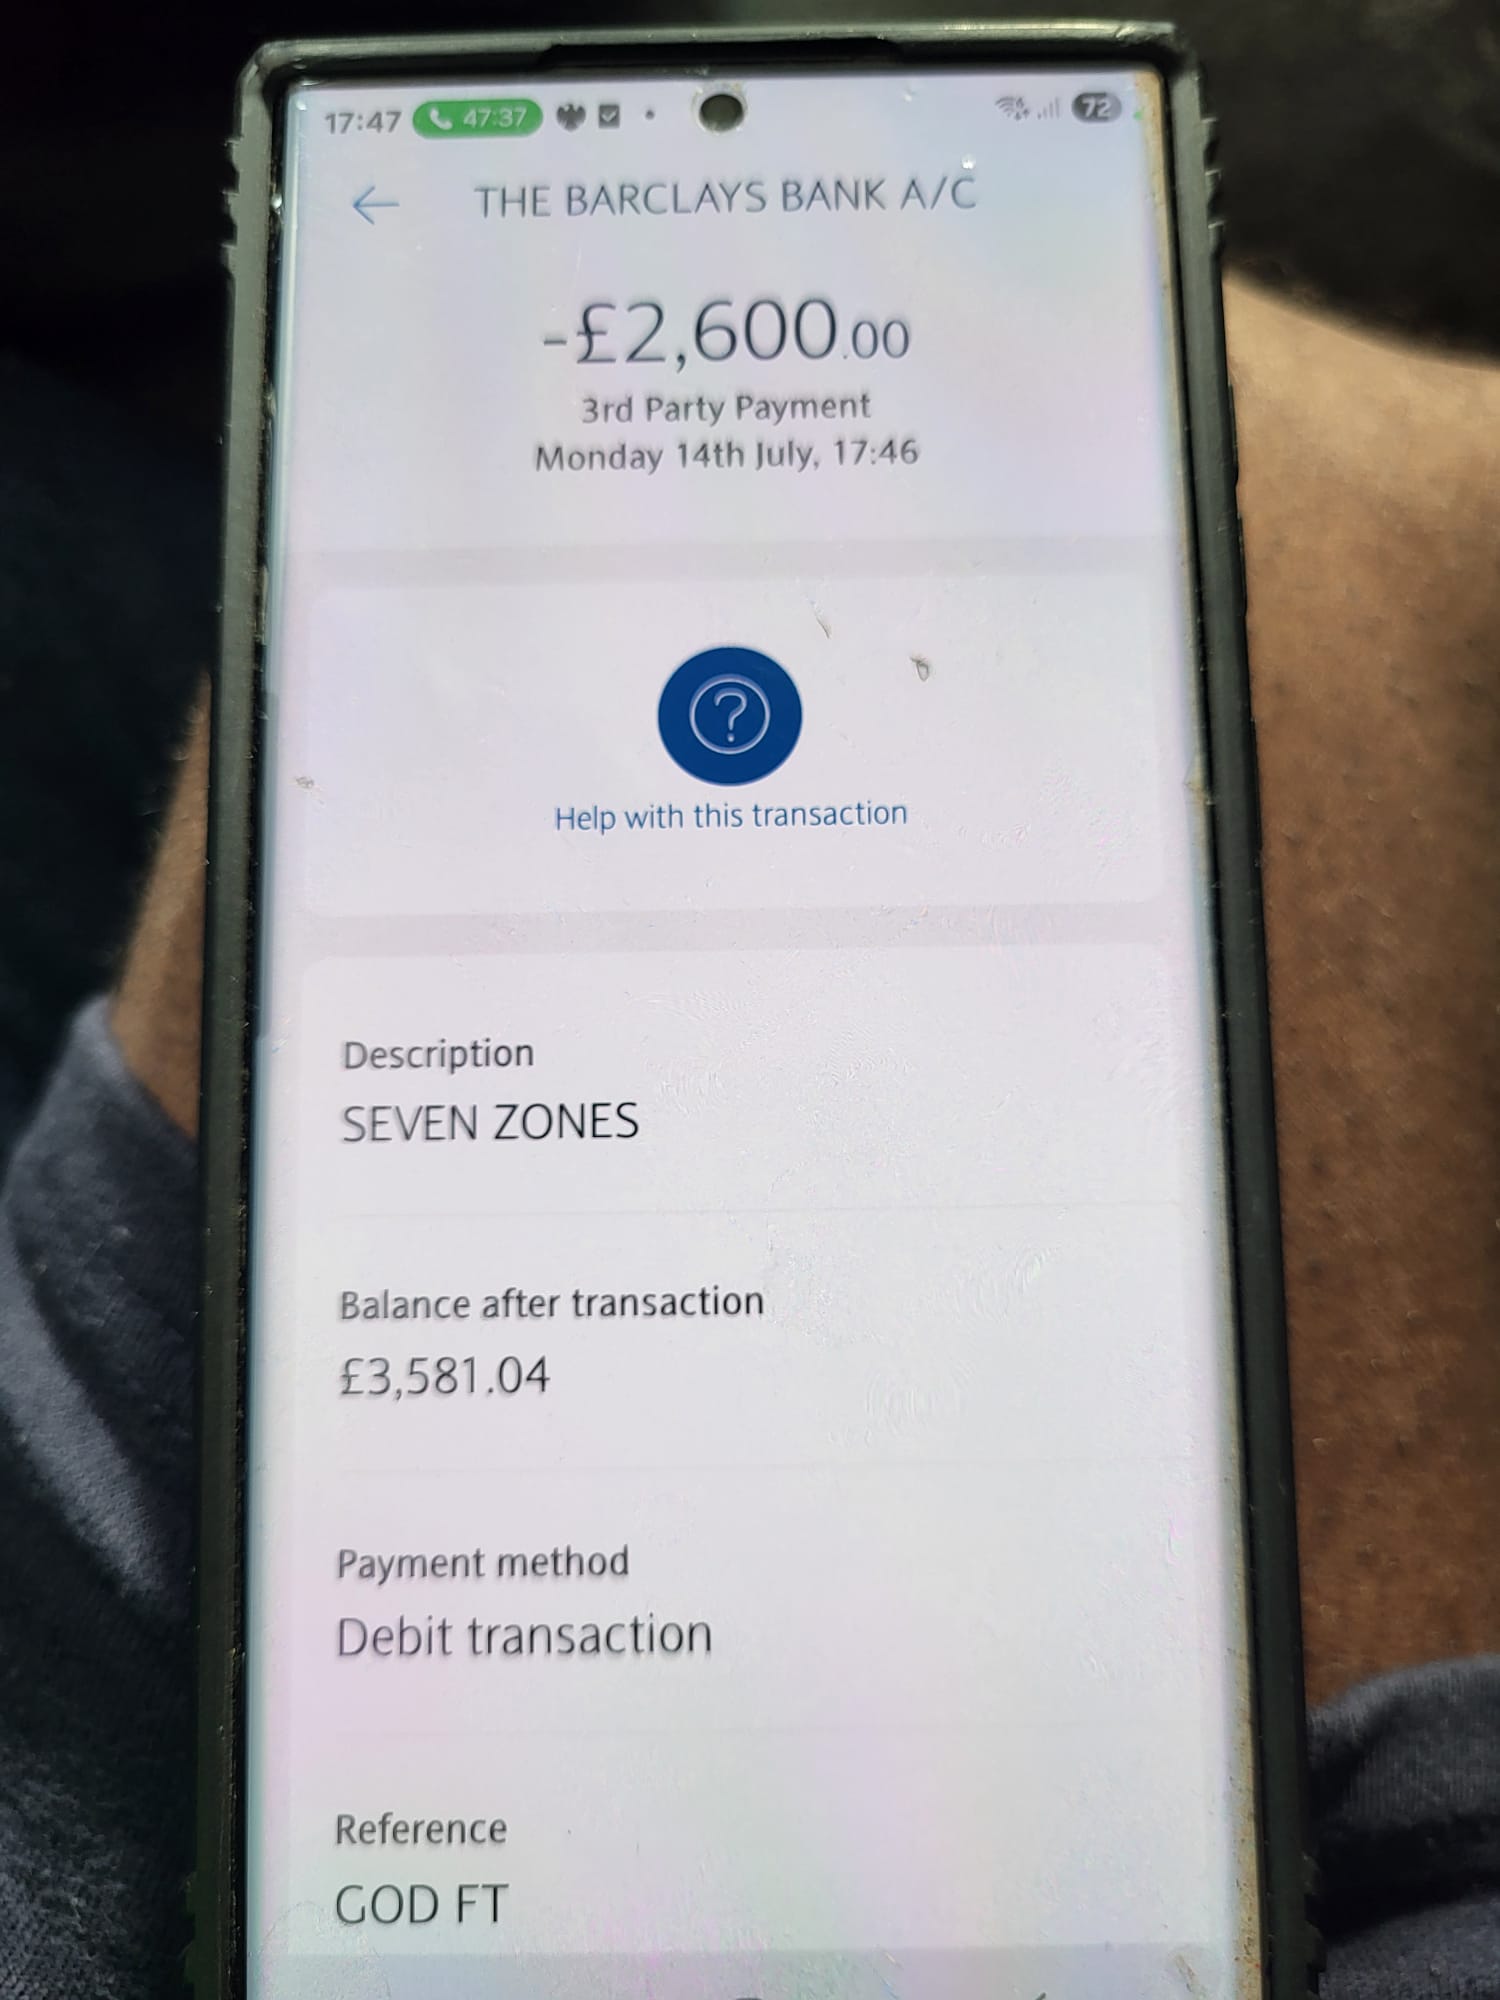 17:47 47:37 72
THE BARCLAYS BANK A/C
-£2,600.00
3rd Party Payment
Monday 14th July, 17:46
?
Help with this transaction
Description
SEVEN ZONES
Balance after transaction
£3,581.04
Payment method
Debit transaction
Reference
GOD FT